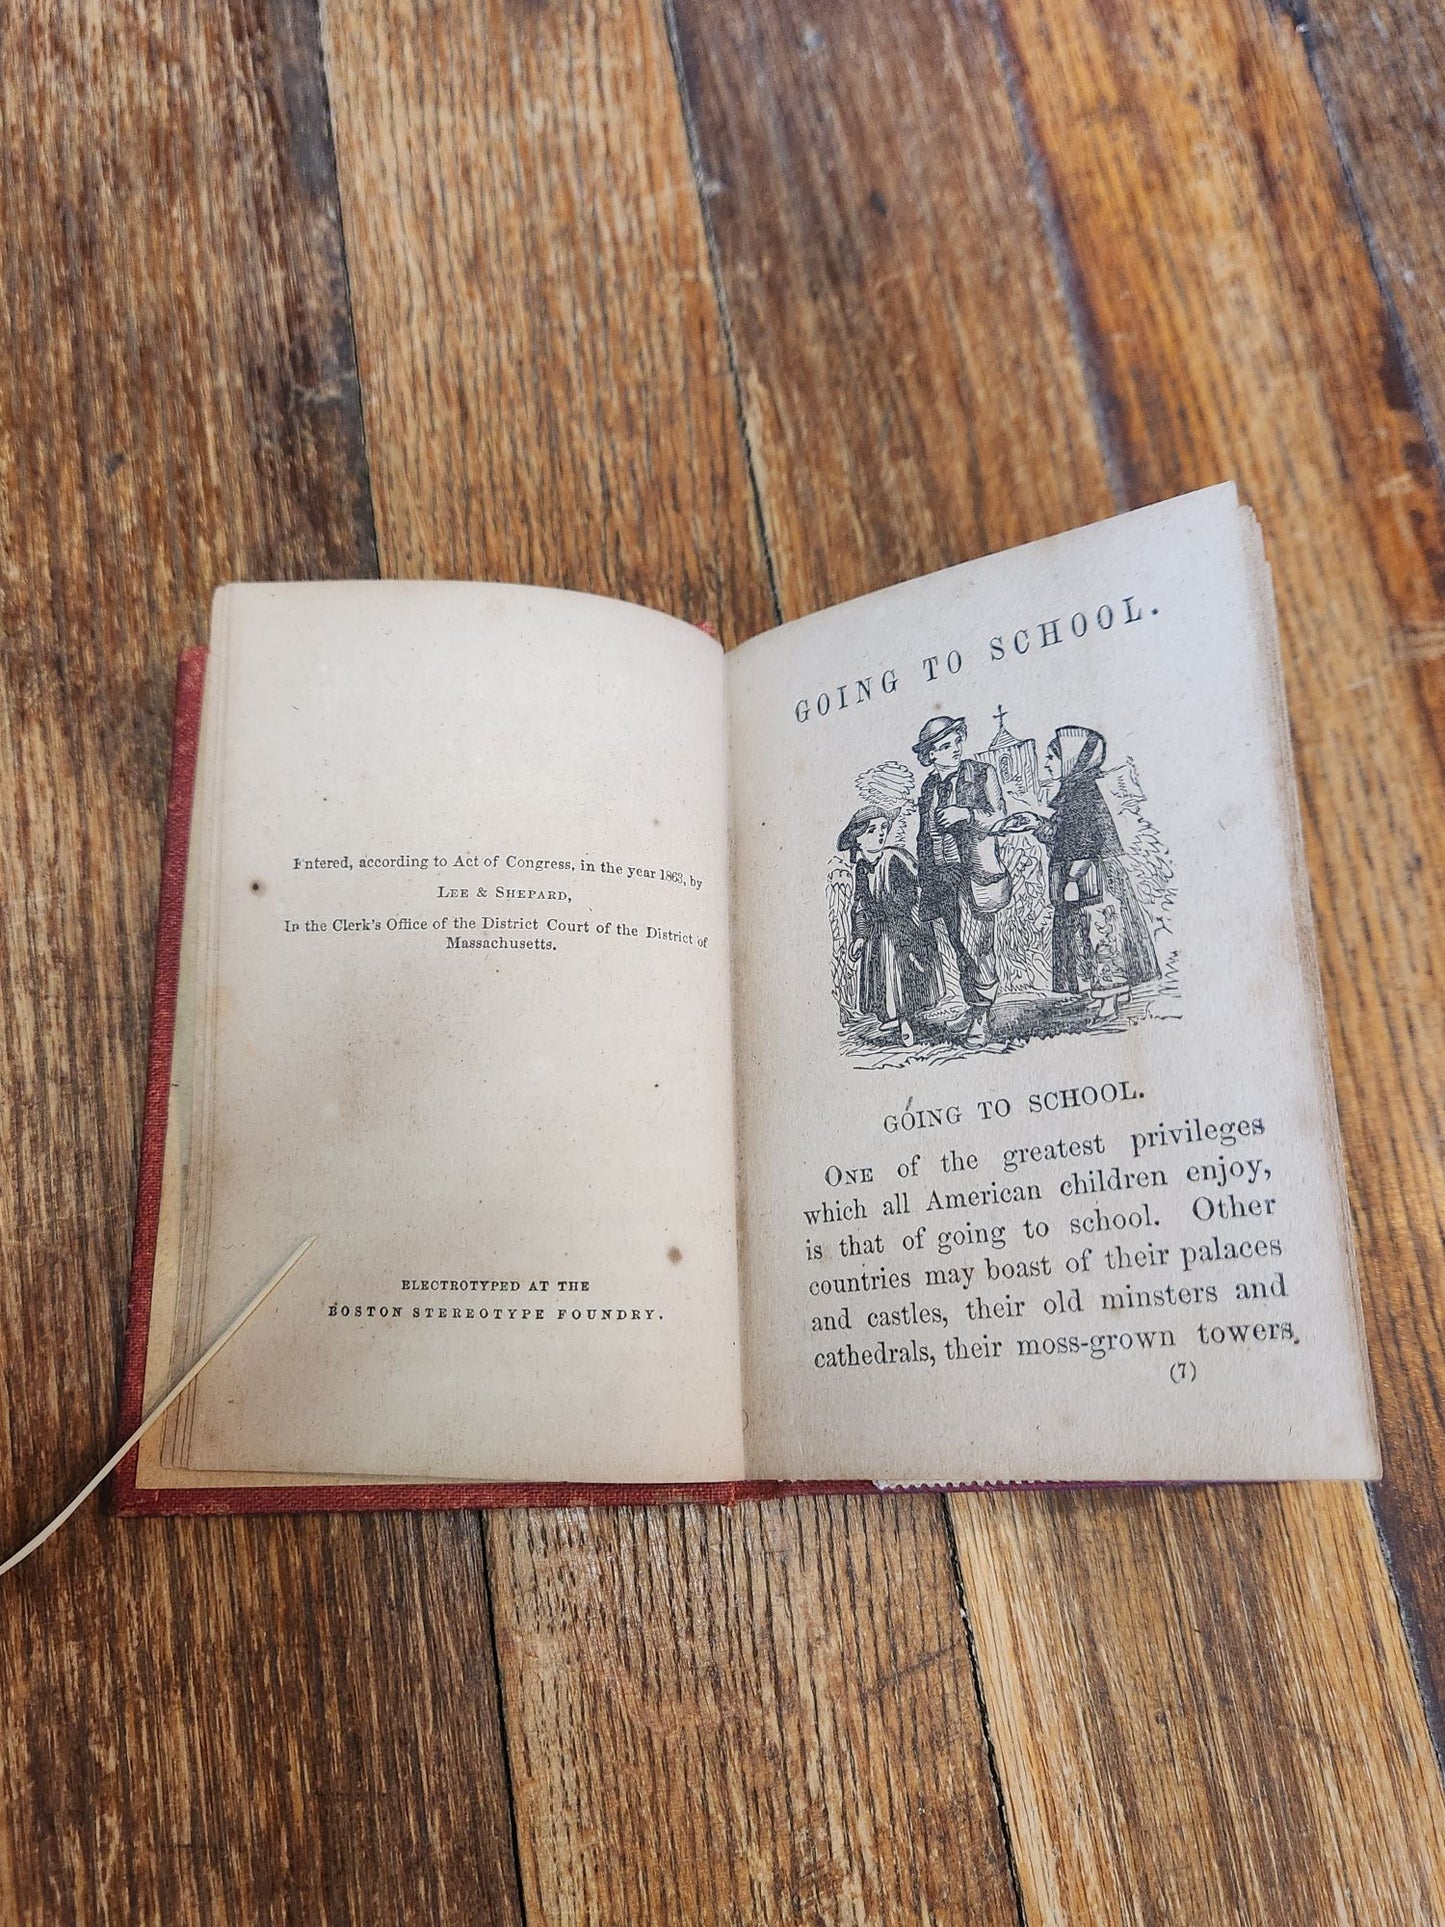 Entered, according to Act of Congress, in the year 1863, by
LEE & SHEPARD,
In the Clerk's Office of the District Court of the District of
Massachusetts.
ELECTROTYPED AT THE
BOSTON STEREOTYPE FOUNDRY.
GOING TO SCHOOL.
GOING TO SCHOOL.
ONE of the greatest privileges
which all American children enjoy,
is that of going to school. Other
countries may boast of their palaces
and castles, their old minsters and
cathedrals, their moss-grown towers.
(7)